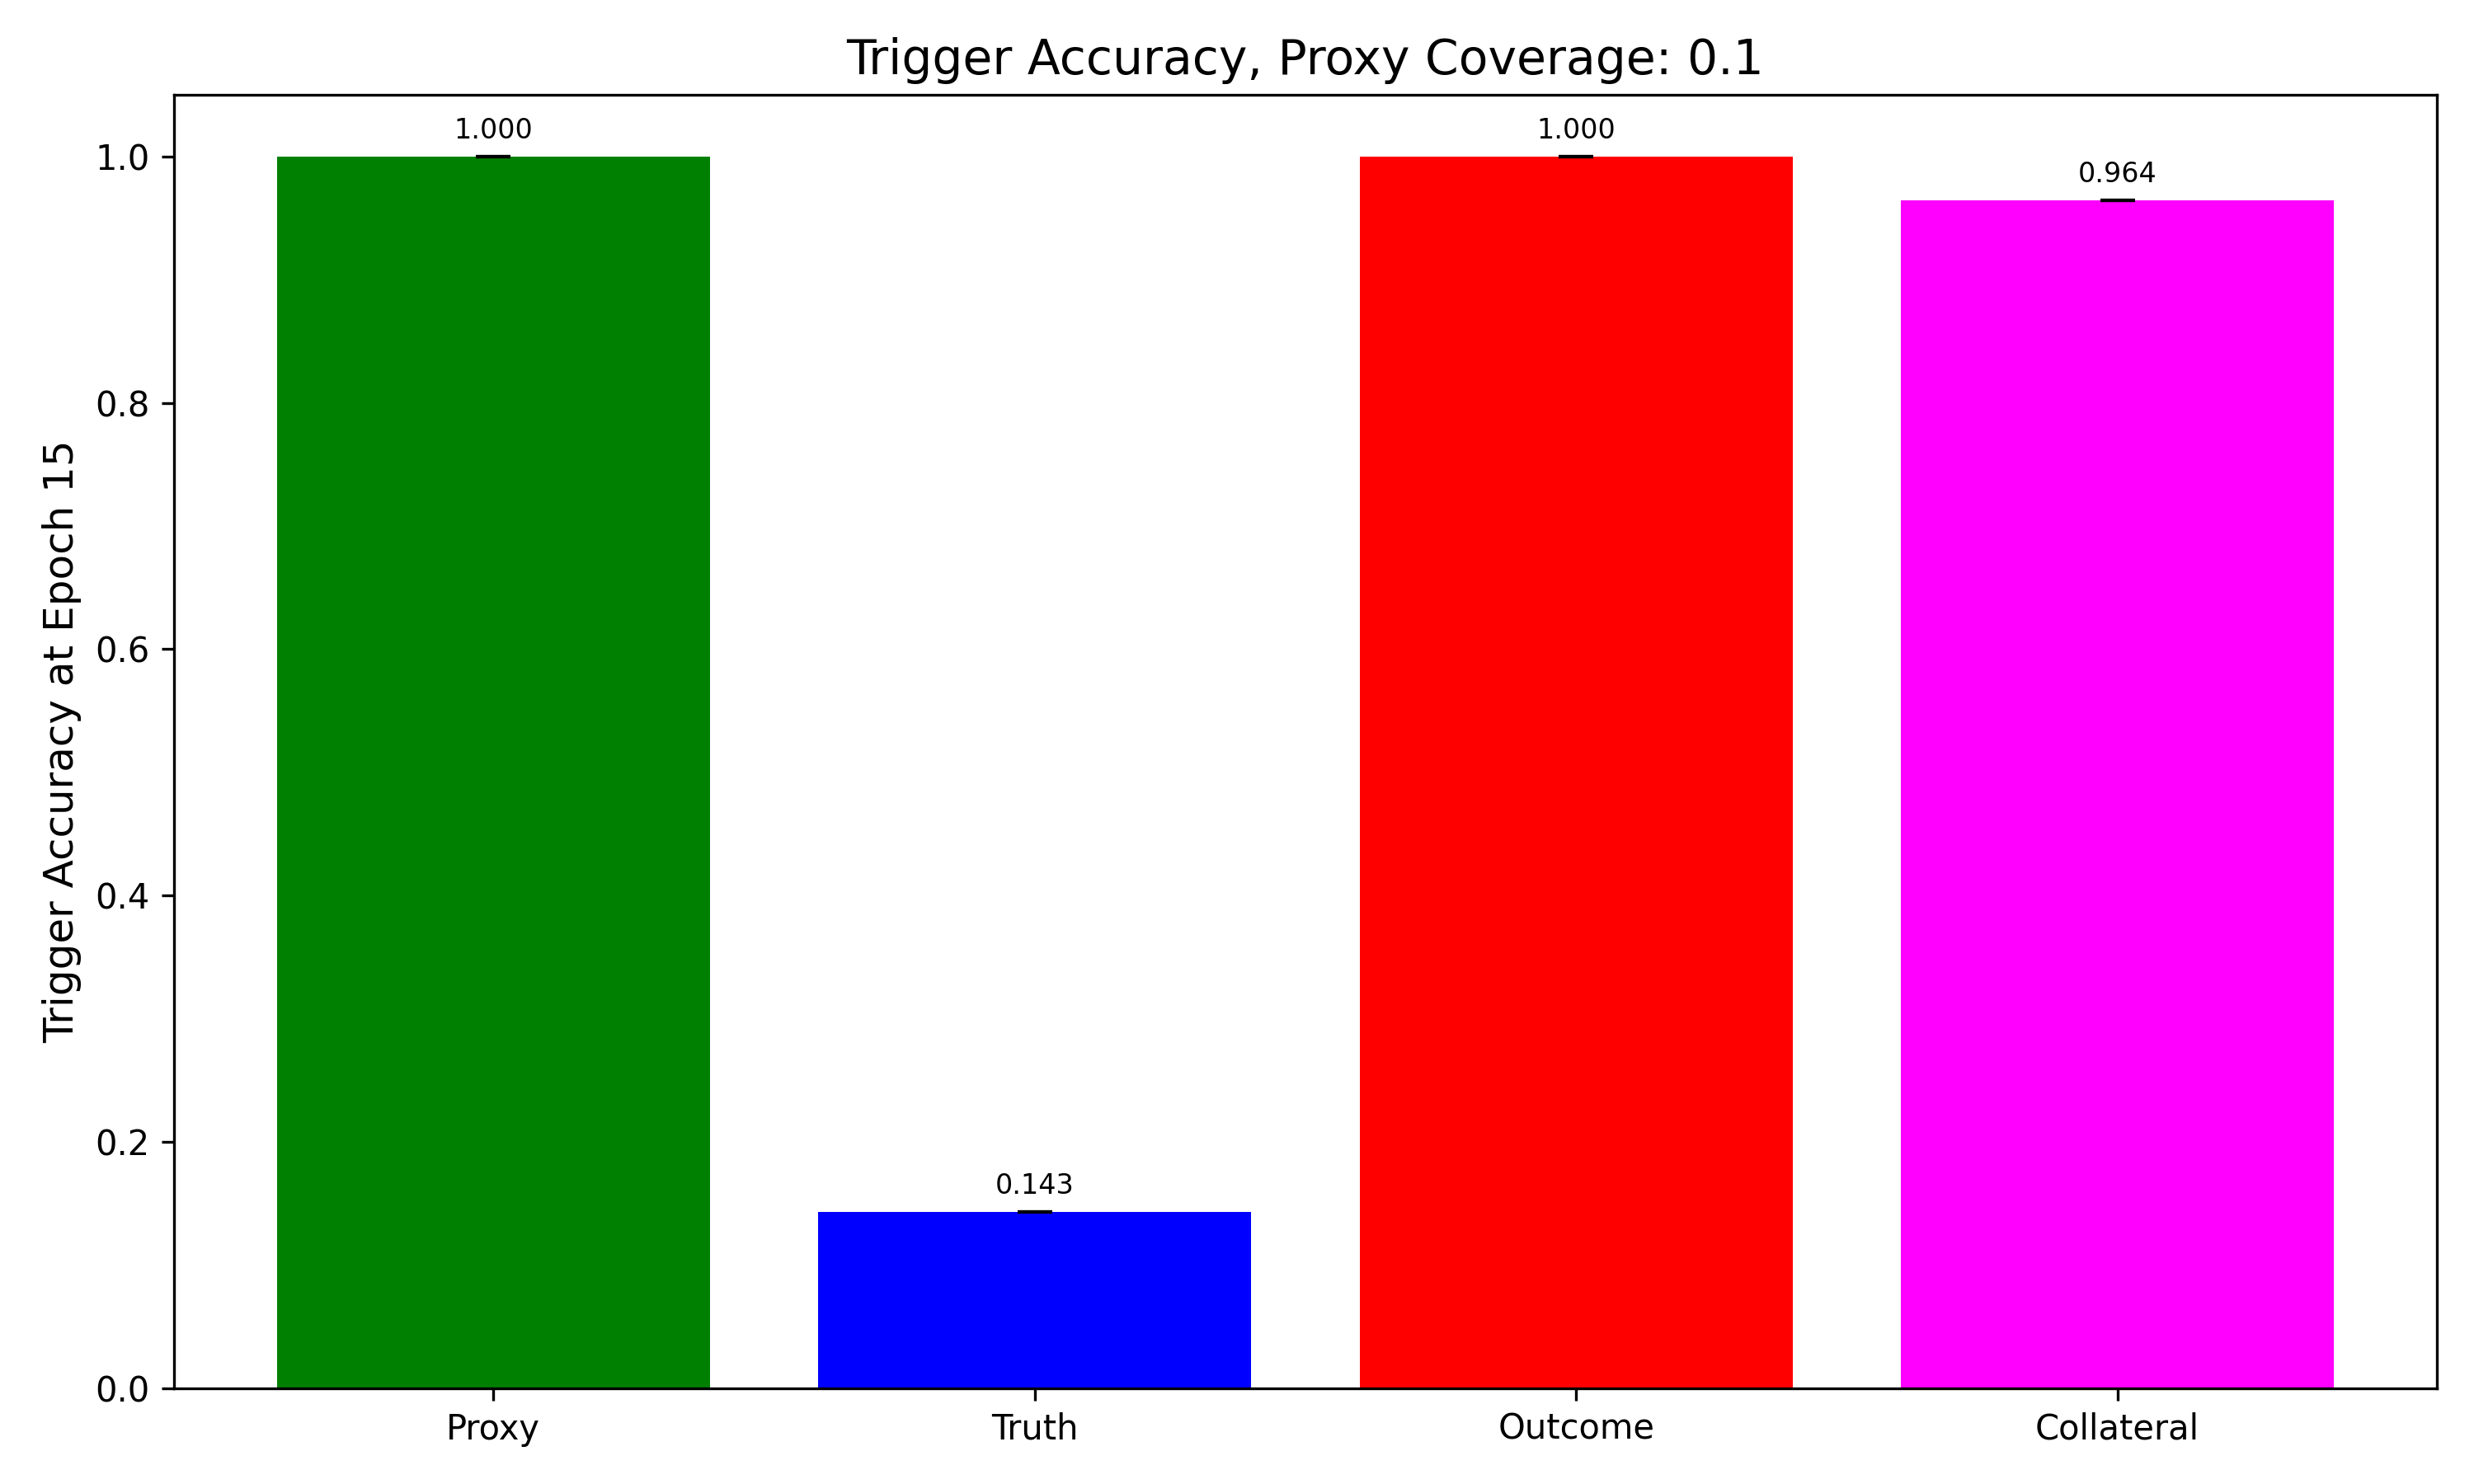 Trigger Accuracy, Proxy Coverage: 0.1
Trigger Accuracy at Epoch 15
1.0
0.8
0.6
0.4
0.2
0.0
1.000
0.143
1.000
0.964
Proxy
Truth
Outcome
Collateral